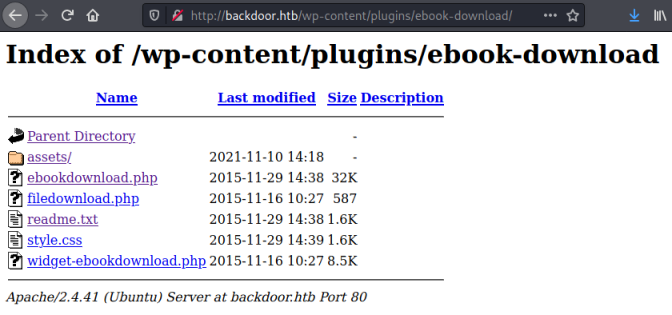 http://backdoor.htb/wp-content/plugins/ebook-download/
Index of /wp-content/plugins/ebook-download
Name Last modified Size Description
Parent Directory -
assets/ 2021-11-10 14:18 -
ebookdownload.php 2015-11-29 14:38 32K
filedownload.php 2015-11-16 10:27 587
readme.txt 2015-11-29 14:38 1.6K
style.css 2015-11-29 14:39 1.6K
widget-ebookdownload.php 2015-11-16 10:27 8.5K
Apache/2.4.41 (Ubuntu) Server at backdoor.htb Port 80